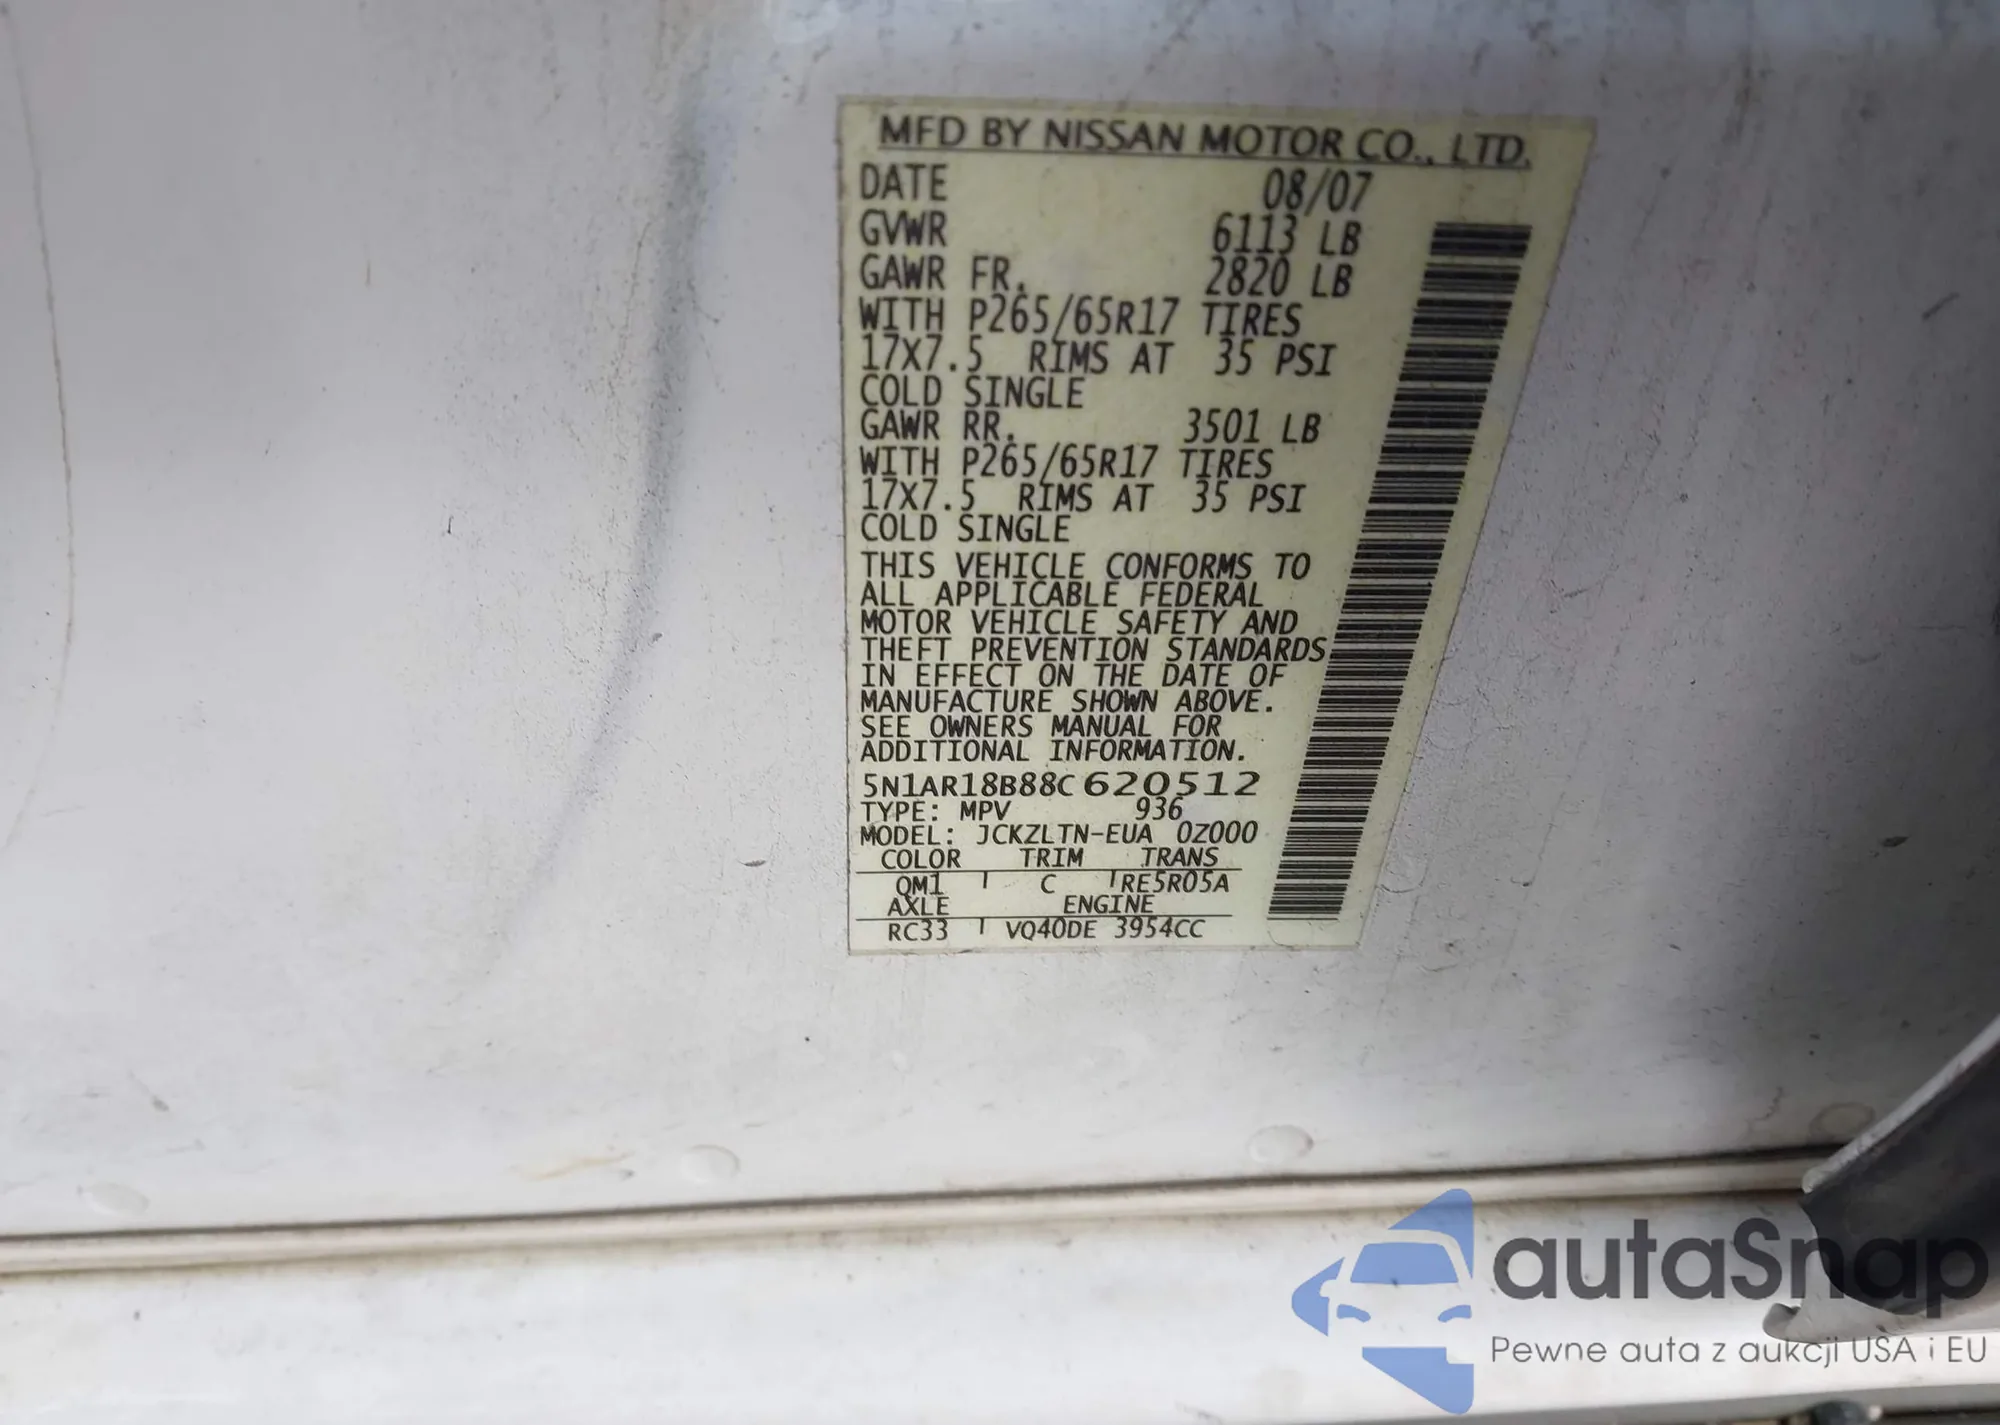 MFD BY NISSAN MOTOR CO., LTD.
DATE 08/07
GVWR 6113 LB
GAWR FR. 2820 LB
WITH P265/65R17 TIRES
17X7.5 RIMS AT 35 PSI
COLD SINGLE
GAWR RR. 3501 LB
WITH P265/65R17 TIRES
17X7.5 RIMS AT 35 PSI
COLD SINGLE
THIS VEHICLE CONFORMS TO
ALL APPLICABLE FEDERAL
MOTOR VEHICLE SAFETY AND
THEFT PREVENTION STANDARDS
IN EFFECT ON THE DATE OF
MANUFACTURE SHOWN ABOVE.
SEE OWNERS MANUAL FOR
ADDITIONAL INFORMATION.
5N1AR18B88C620512
TYPE: MPV 936
MODEL: JCKZLTN-EUA 0Z000
COLOR TRIM TRANS
QM1 C RE5R05A
AXLE ENGINE
RC33 VQ40DE 3954CC
autaSnap
Pewne auta z aukcji USA i EU